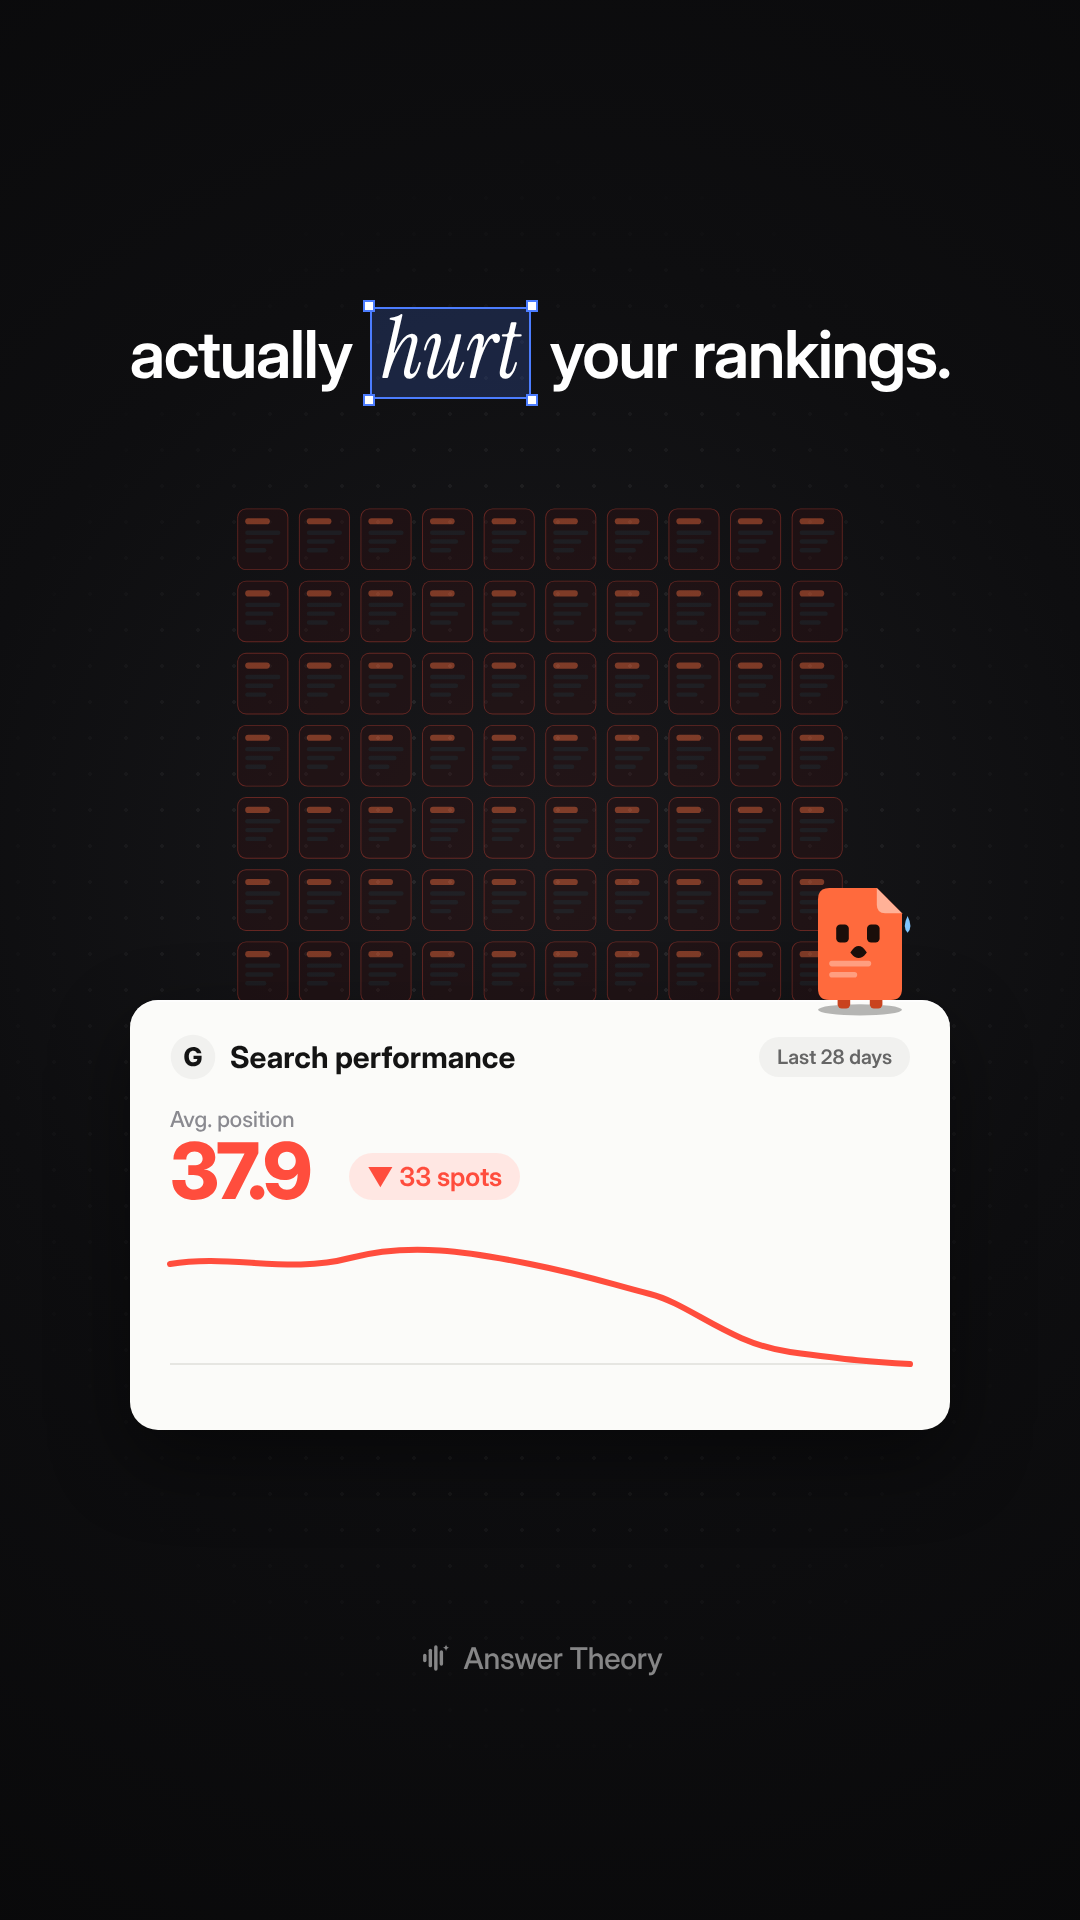 actually hurt your rankings.
G Search performance
Last 28 days
Avg. position
37.9
▼ 33 spots
Answer Theory